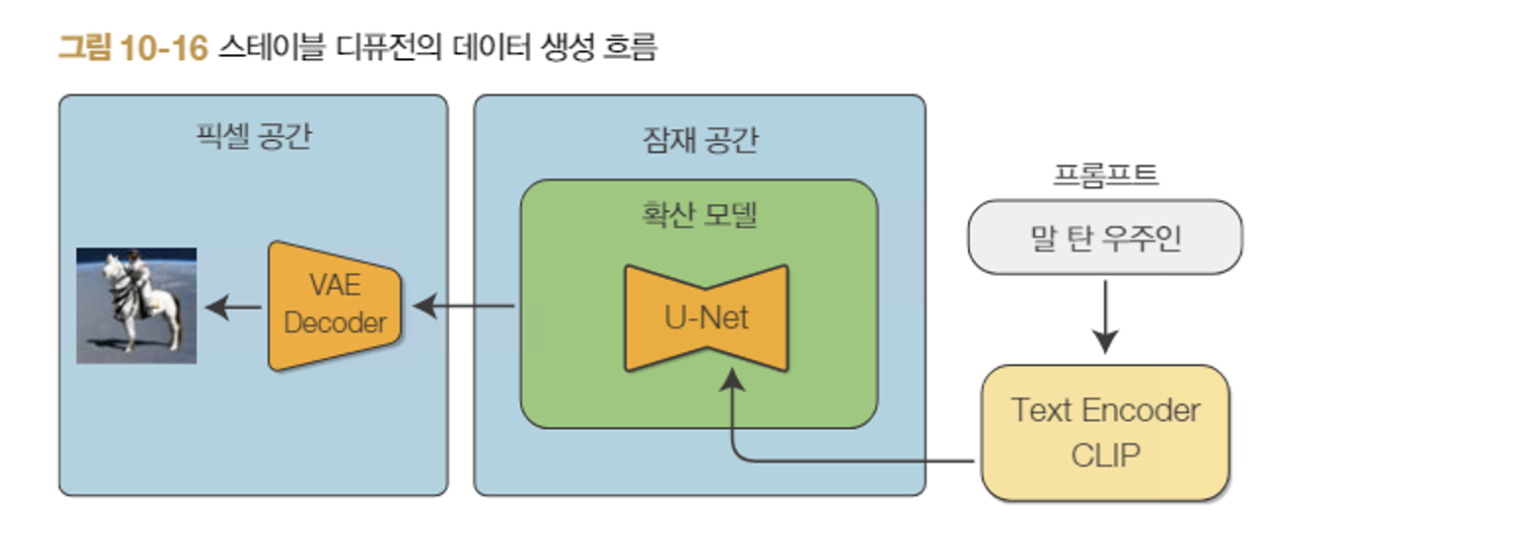 그림 10-16 스테이블 디퓨전의 데이터 생성 흐름
픽셀 공간
VAE
Decoder
잠재 공간
확산 모델
U-Net
프롬프트
말 탄 우주인
Text Encoder
CLIP